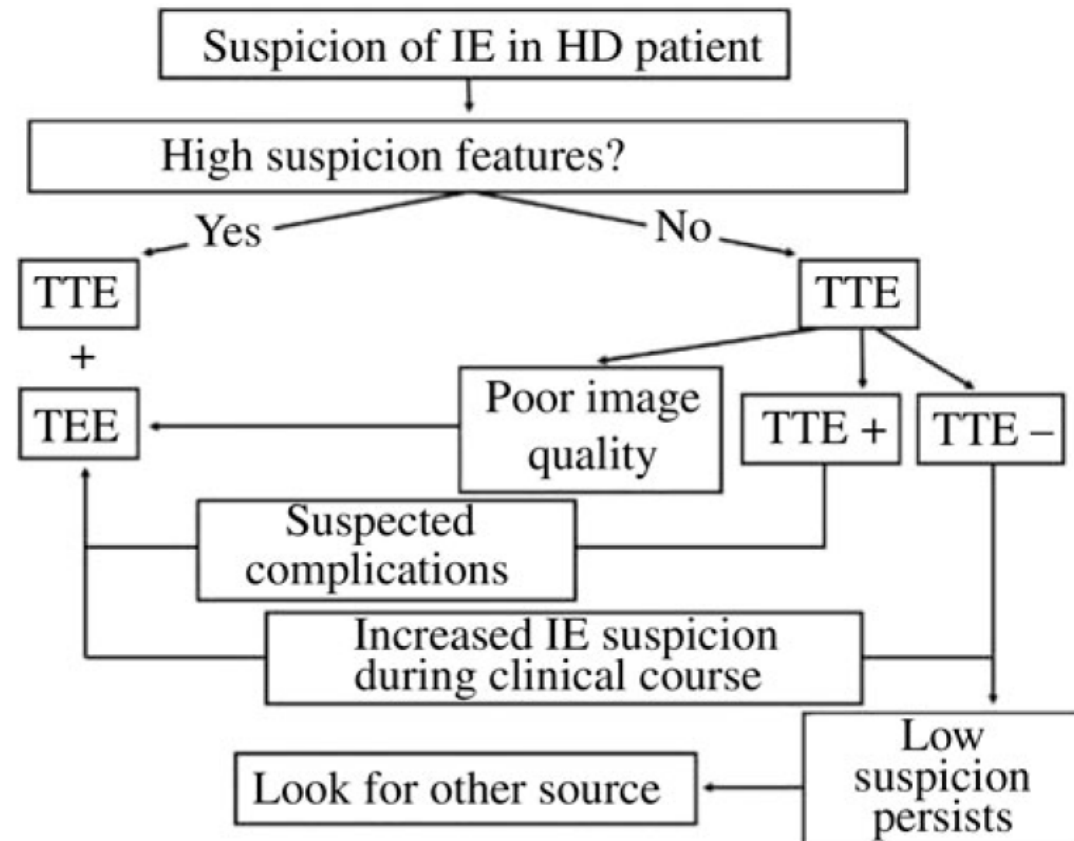 Suspicion of IE in HD patient
High suspicion features?
Yes
No
TTE
+
TEE
TTE
Poor image
quality
TTE +
TTE –
Suspected
complications
Increased IE suspicion
during clinical course
Low
suspicion
persists
Look for other source